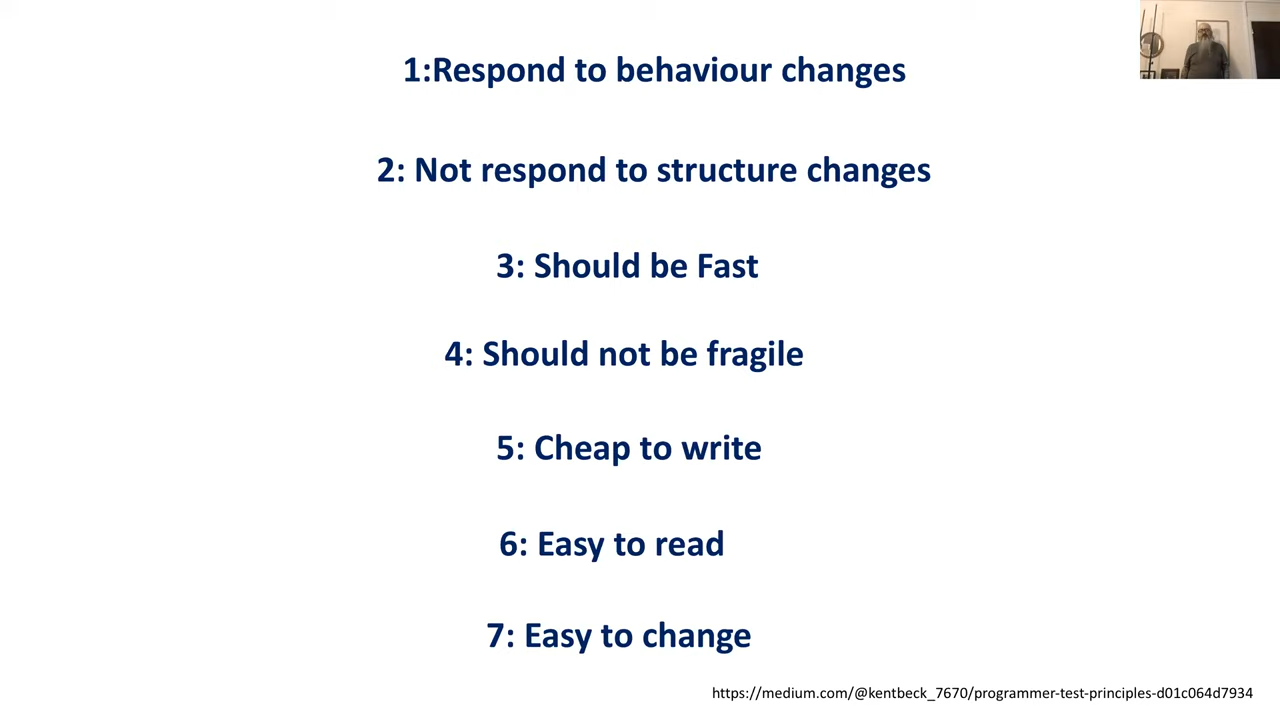 1:Respond to behaviour changes
2: Not respond to structure changes
3: Should be Fast
4: Should not be fragile
5: Cheap to write
6: Easy to read
7: Easy to change
https://medium.com/@kentbeck_7670/programmer-test-principles-d01c064d7934